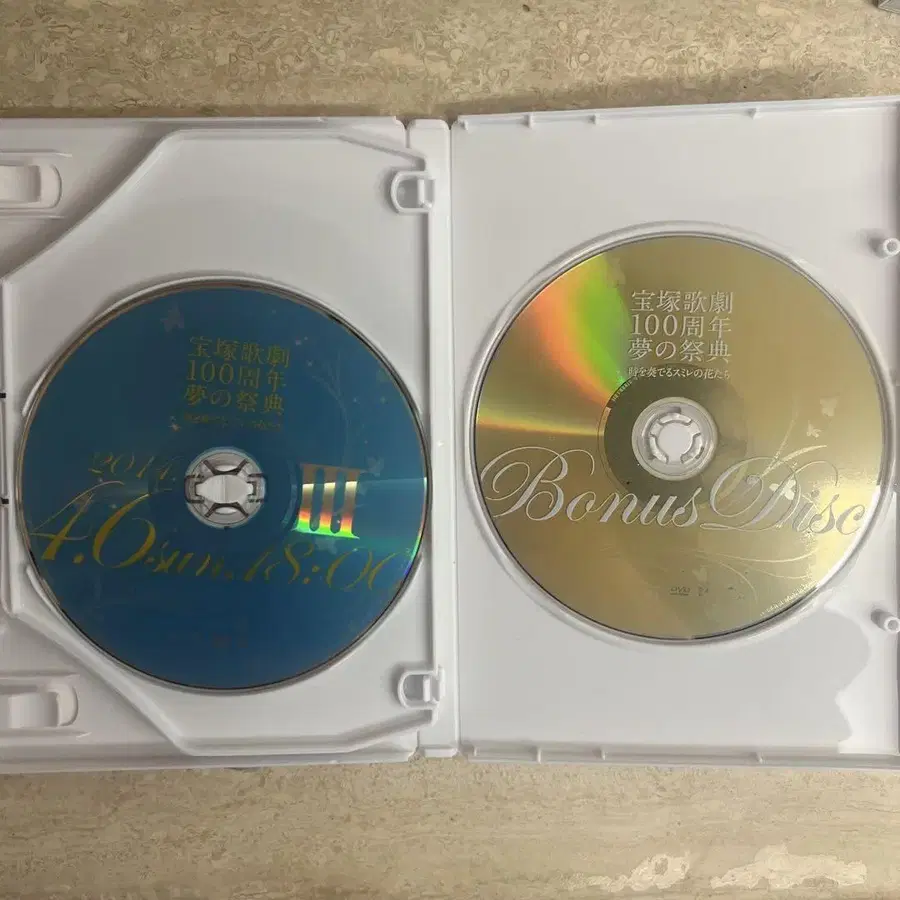 宝塚歌劇
100周年
夢の祭典
2014
III
4.6 sun. 18:00
宝塚歌劇
100周年
夢の祭典
時を奏でるスミレの花たち
Bonus Disc
DVD